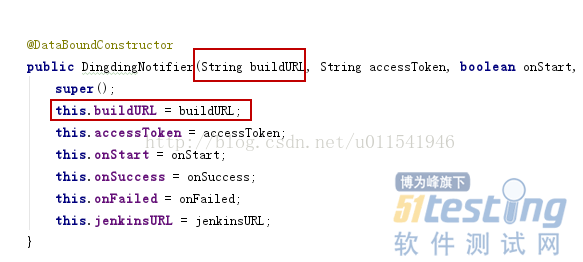 @DataBoundConstructor
public DingdingNotifier(String buildURL, String accessToken, boolean onStart,
super();
this.buildURL = buildURL;
this.accessToken = accessToken;
http://blog.csdn.net/u011541946
this.onStart = onStart;
this.onSuccess = onSuccess;
this.onFailed = onFailed;
this.jenkinsURL = jenkinsURL;
}
博为峰旗下
51testing
软件测试网